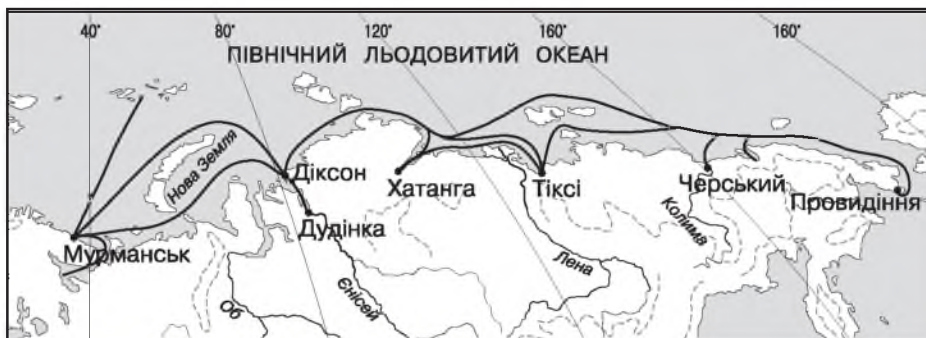 40°
80°
120°
160°
160°
ПІВНІЧНИЙ ЛЬОДОВИТИЙ ОКЕАН
Нова Земля
Діксон
Хатанга
Тіксі
Черський
Провидіння
Дудінка
Мурманськ
Колима
Лена
Об
Єнісей